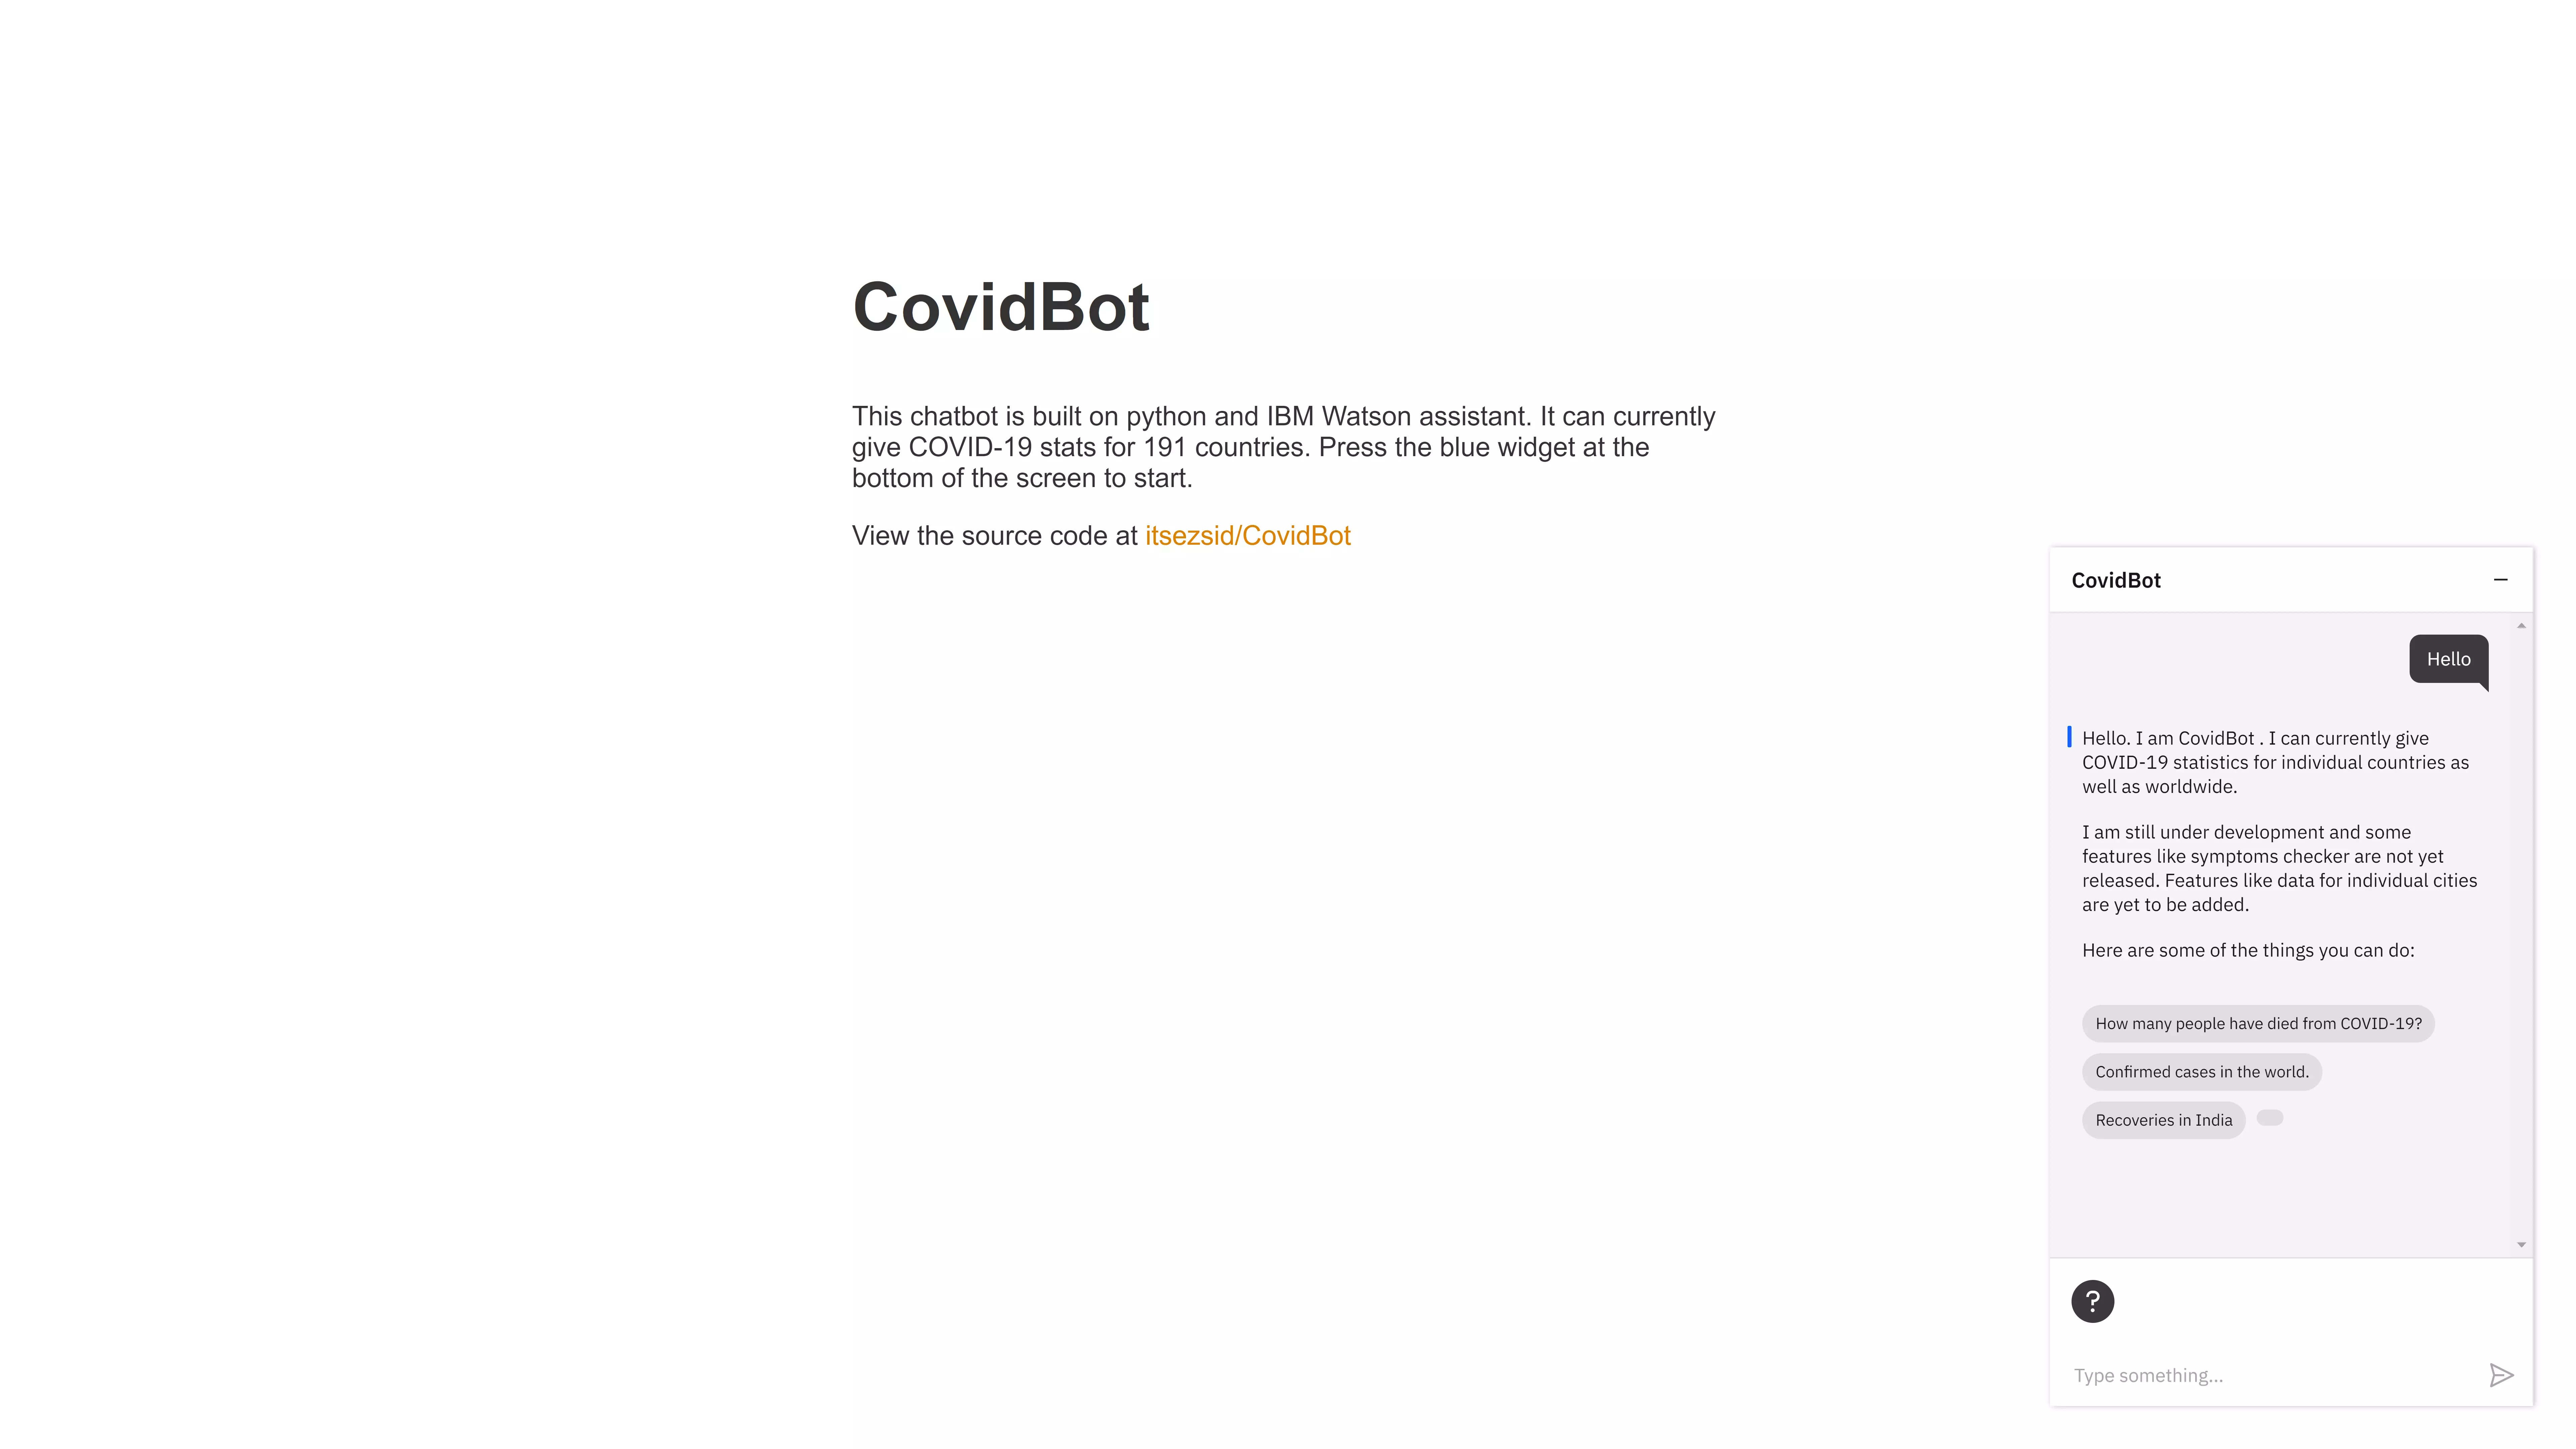 CovidBot
This chatbot is built on python and IBM Watson assistant. It can currently
give COVID-19 stats for 191 countries. Press the blue widget at the
bottom of the screen to start.
View the source code at itsezsid/CovidBot
CovidBot
Hello
Hello. I am CovidBot . I can currently give
COVID-19 statistics for individual countries as
well as worldwide.
I am still under development and some
features like symptoms checker are not yet
released. Features like data for individual cities
are yet to be added.
Here are some of the things you can do:
How many people have died from COVID-19?
Confirmed cases in the world.
Recoveries in India
?
Type something...